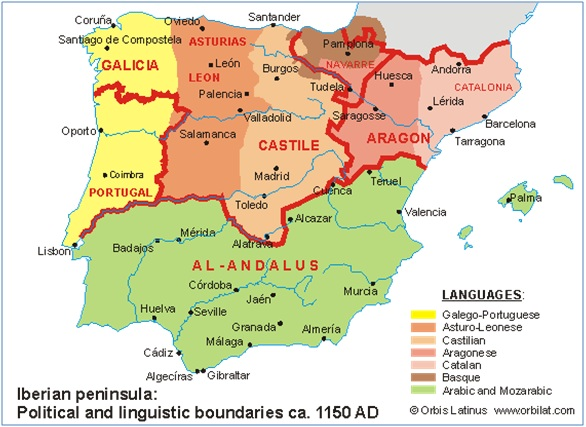 Coruña
Oviedo
Santander
Santiago de Compostela
ASTURIAS
Pamplona
GALICIA
León
Burgos
NAVARRE
Andorra
LEON
Huesca
CATALONIA
Palencia
Tudela
Valladolid
Lérida
Saragosse
Oporto
Barcelona
Salamanca
CASTILE
ARAGON
Tarragona
Madrid
Coimbra
Teruel
PORTUGAL
Cuenca
Toledo
Palma
Alcazar
Valencia
Lisbon
Mérida
Alatrava
Badajos
AL-ANDALUS
Córdoba
Murcia
Jaén
Huelva
Seville
Granada
Almería
Málaga
Cádiz
Algecíras
Gibraltar
LANGUAGES:
Galego-Portuguese
Asturo-Leonese
Castilian
Aragonese
Catalan
Basque
Arabic and Mozarabic
Iberian peninsula:
Political and linguistic boundaries ca. 1150 AD
© Orbis Latinus www.orbilat.com